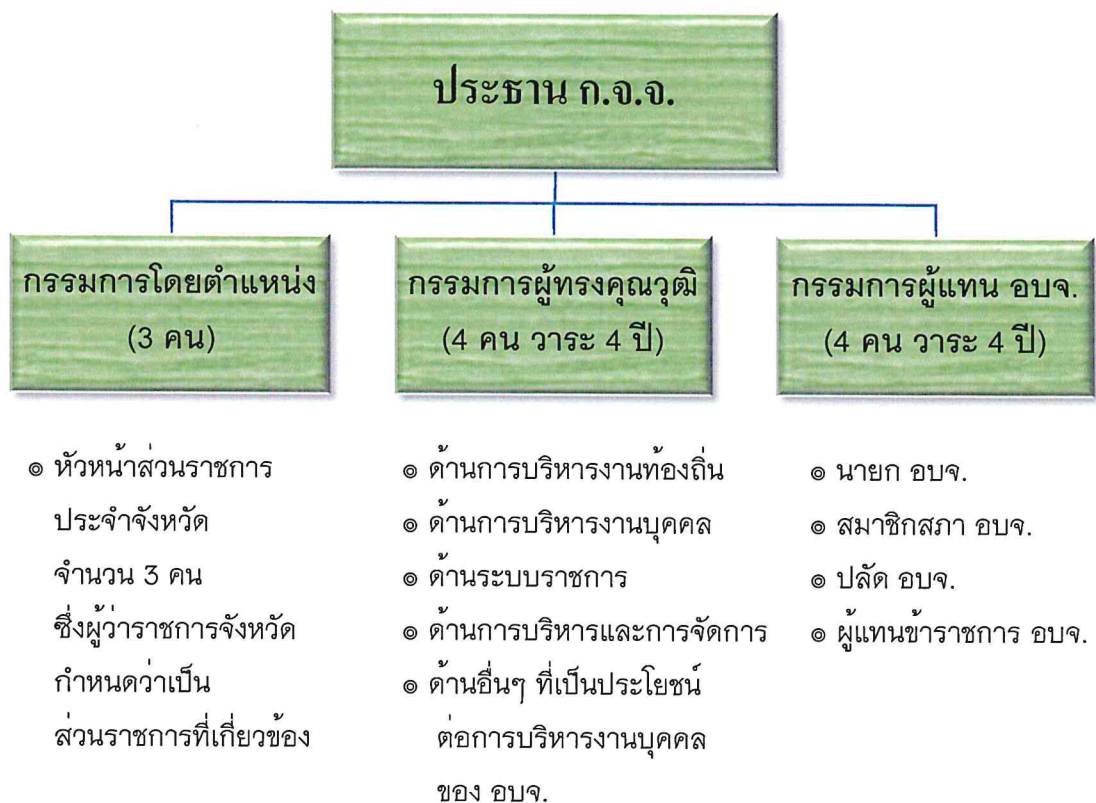 ประธาน ก.จ.จ.
กรรมการโดยตำแหน่ง
(3 คน)
กรรมการผู้ทรงคุณวุฒิ
(4 คน วาระ 4 ปี)
กรรมการผู้แทน อบจ.
(4 คน วาระ 4 ปี)
๏ หัวหน้าส่วนราชการ
ประจำจังหวัด
จำนวน 3 คน
ซึ่งผู้ว่าราชการจังหวัด
กำหนดว่าเป็น
ส่วนราชการที่เกี่ยวข้อง
๏ ด้านการบริหารงานท้องถิ่น
๏ ด้านการบริหารงานบุคคล
๏ ด้านระบบราชการ
๏ ด้านการบริหารและการจัดการ
๏ ด้านอื่นๆ ที่เป็นประโยชน์
ต่อการบริหารงานบุคคล
ของ อบจ.
๏ นายก อบจ.
๏ สมาชิกสภา อบจ.
๏ ปลัด อบจ.
๏ ผู้แทนข้าราชการ อบจ.